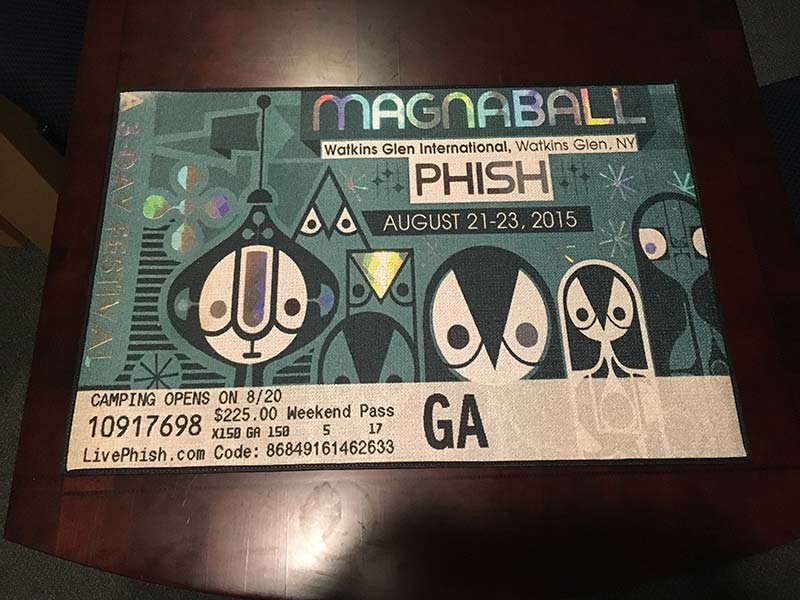 MAGNABALL
Watkins Glen International, Watkins Glen, NY
PHISH
AUGUST 21-23, 2015
A 3-DAY FESTIVAL
CAMPING OPENS ON 8/20
10917698 $225.00 Weekend Pass
X150 GA 150 5 17
LivePhish.com Code: 86849161462633
GA